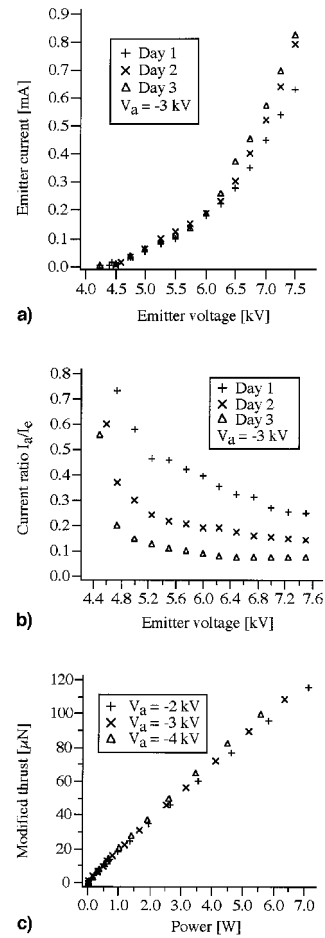 0.9
0.8
0.7
0.6
0.5
0.4
0.3
0.2
0.1
0.0
Emitter current [mA]
+ Day 1
× Day 2
△ Day 3
Va = -3 kV
4.0 4.5 5.0 5.5 6.0 6.5 7.0 7.5
Emitter voltage [kV]
a)
0.8
0.7
0.6
0.5
0.4
0.3
0.2
0.1
0.0
Current ratio Ia/Ie
+ Day 1
× Day 2
△ Day 3
Va = -3 kV
4.4 4.8 5.2 5.6 6.0 6.4 6.8 7.2 7.6
Emitter voltage [kV]
b)
120
100
80
60
40
20
0
Modified thrust [μN]
+ Va = -2 kV
× Va = -3 kV
△ Va = -4 kV
0.0 1.0 2.0 3.0 4.0 5.0 6.0 7.0
Power [W]
c)